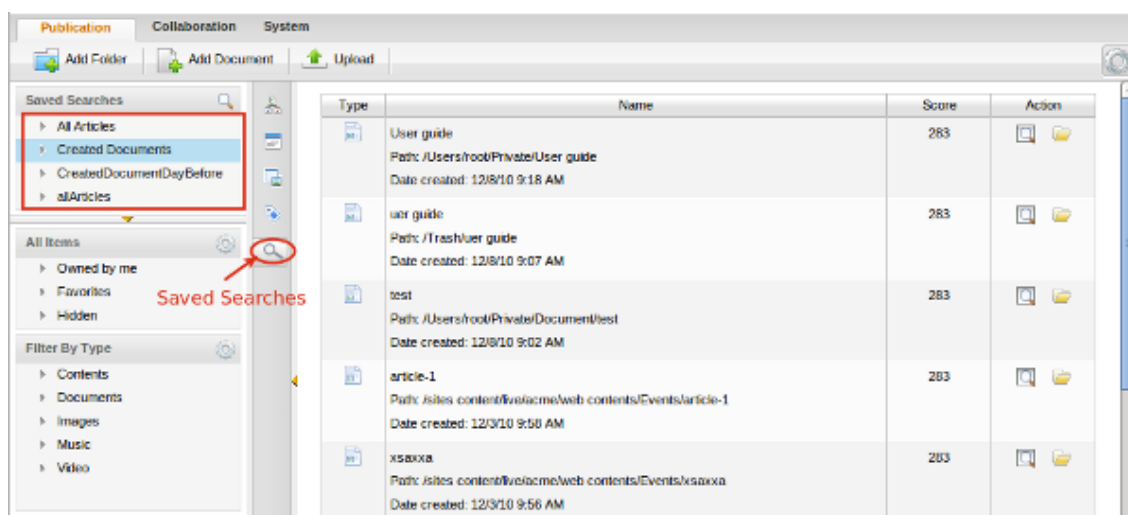 Publication Collaboration System
Add Folder Add Document Upload
Saved Searches
All Articles
Created Documents
CreatedDocumentDayBefore
allArticles
All Items
Owned by me
Favorites
Hidden
Filter By Type
Contents
Documents
Images
Music
Video
Saved Searches
Type Name Score Action
User guide 283
Path: /Users/root/Private/User guide
Date created: 12/8/10 9:18 AM
uer guide 283
Path: /Trash/uer guide
Date created: 12/8/10 9:07 AM
test 283
Path: /Users/root/Private/Document/test
Date created: 12/8/10 9:02 AM
article-1 283
Path: /sites content/live/acme/web contents/Events/article-1
Date created: 12/3/10 9:58 AM
xsaxxa 283
Path: /sites content/live/acme/web contents/Events/xsaxxa
Date created: 12/3/10 9:56 AM